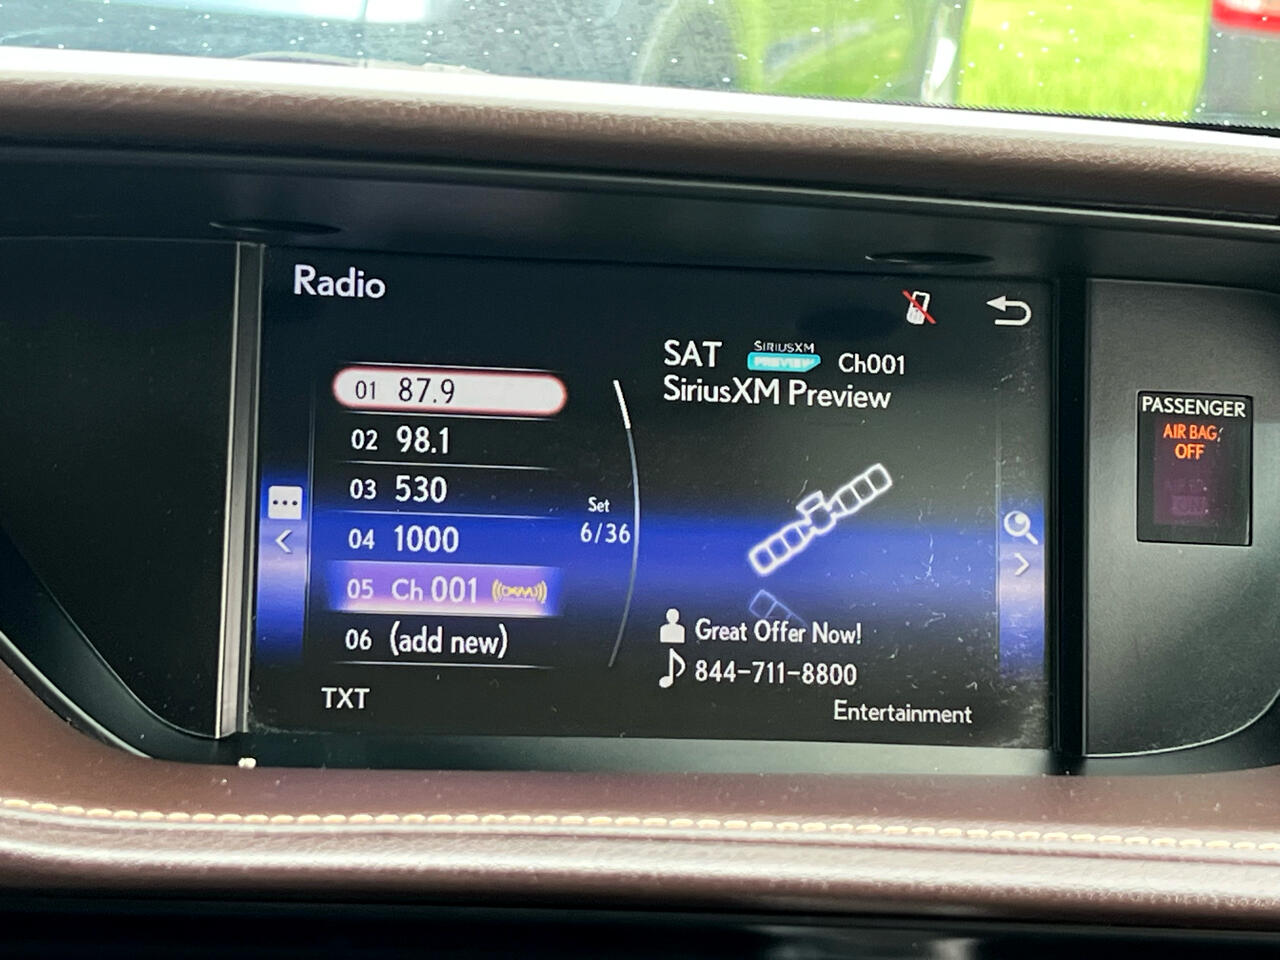 Radio
SAT SIRIUSXM PREVIEW Ch001
SiriusXM Preview
01 87.9
02 98.1
03 530
04 1000
05 Ch 001
06 (add new)
Set
6/36
Great Offer Now!
844-711-8800
TXT
Entertainment
PASSENGER
AIR BAG
OFF